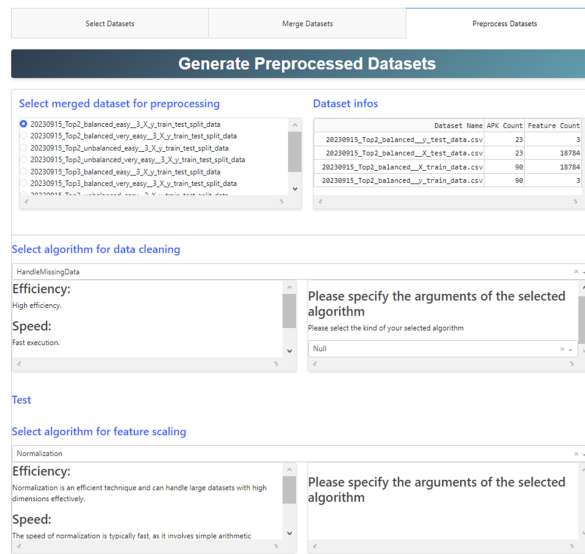 Select Datasets
Merge Datasets
Preprocess Datasets
Generate Preprocessed Datasets
Select merged dataset for preprocessing
20230915_Top2_balanced_easy__3_X_y_train_test_split_data
20230915_Top2_balanced_very_easy__3_X_y_train_test_split_data
20230915_Top2_unbalanced_easy__3_X_y_train_test_split_data
20230915_Top2_unbalanced_very_easy__3_X_y_train_test_split_data
20230915_Top3_balanced_easy__3_X_y_train_test_split_data
20230915_Top3_balanced_very_easy__3_X_y_train_test_split_data
Dataset infos
Dataset Name APK Count Feature Count
20230915_Top2_balanced__y_test_data.csv 23 3
20230915_Top2_balanced__X_test_data.csv 23 18784
20230915_Top2_balanced__X_train_data.csv 90 18784
20230915_Top2_balanced__y_train_data.csv 90 3
Select algorithm for data cleaning
HandleMissingData
Efficiency:
High efficiency.
Speed:
Fast execution.
Please specify the arguments of the selected
algorithm
Please select the kind of your selected algorithm
Null
Test
Select algorithm for feature scaling
Normalization
Efficiency:
Normalization is an efficient technique and can handle large datasets with high
dimensions effectively.
Speed:
The speed of normalization is typically fast, as it involves simple arithmetic
Please specify the arguments of the selected
algorithm